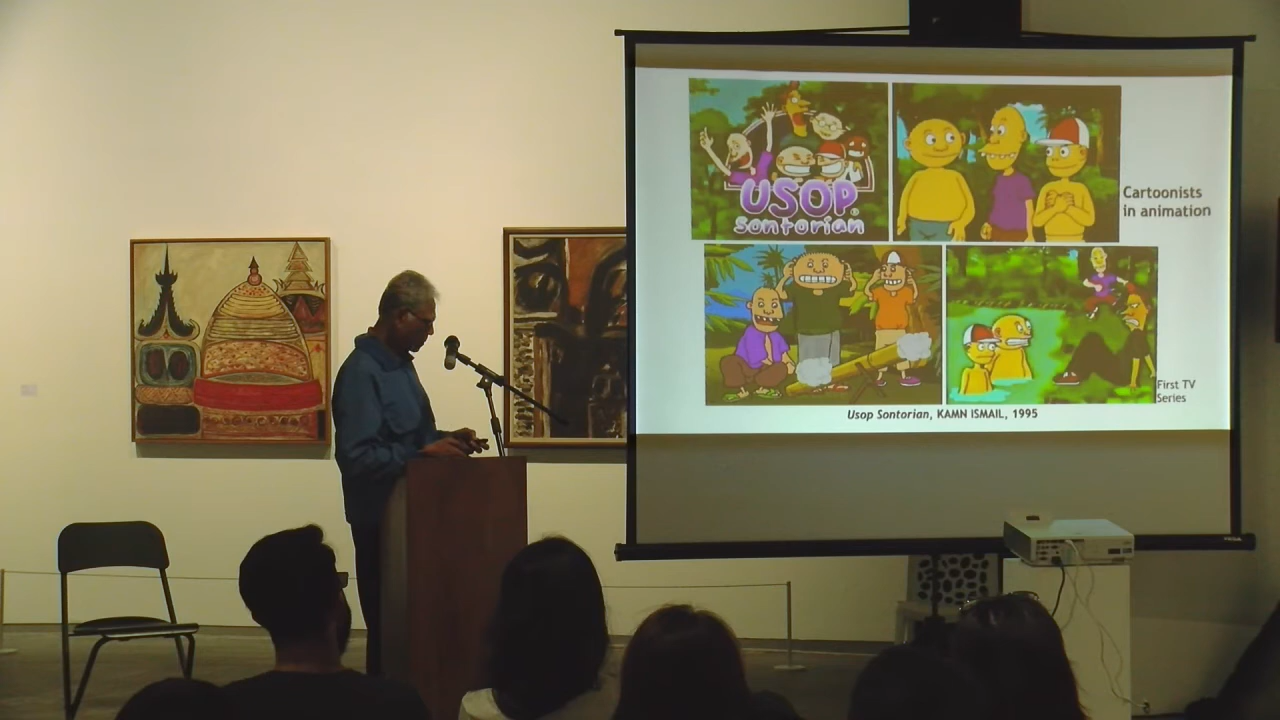 USOP
sontorian
Cartoonists
in animation
First TV
Series
Usop Sontorian, KAMN ISMAIL, 1995